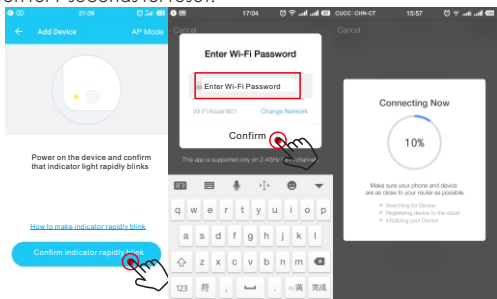 21:39
Add Device
AP Mode
Power on the device and confirm
that indicator light rapidly blinks
How to make indicator rapidly blink
Confirm indicator rapidly blink
17:04
Cancel
Enter Wi-Fi Password
Enter Wi-Fi Password
Change Network
Confirm
This app is supported only on 2.4GHz
q w e r t y u i o p
a s d f g h j k l
z x c v b n m
123 符 , 英 完成
CUCC CHN-CT
15:57
Cancel
Connecting Now
10%
Make sure your phone and device
are as close to your router as possible.
Searching for Device
Registering device to the cloud
Initializing your Device